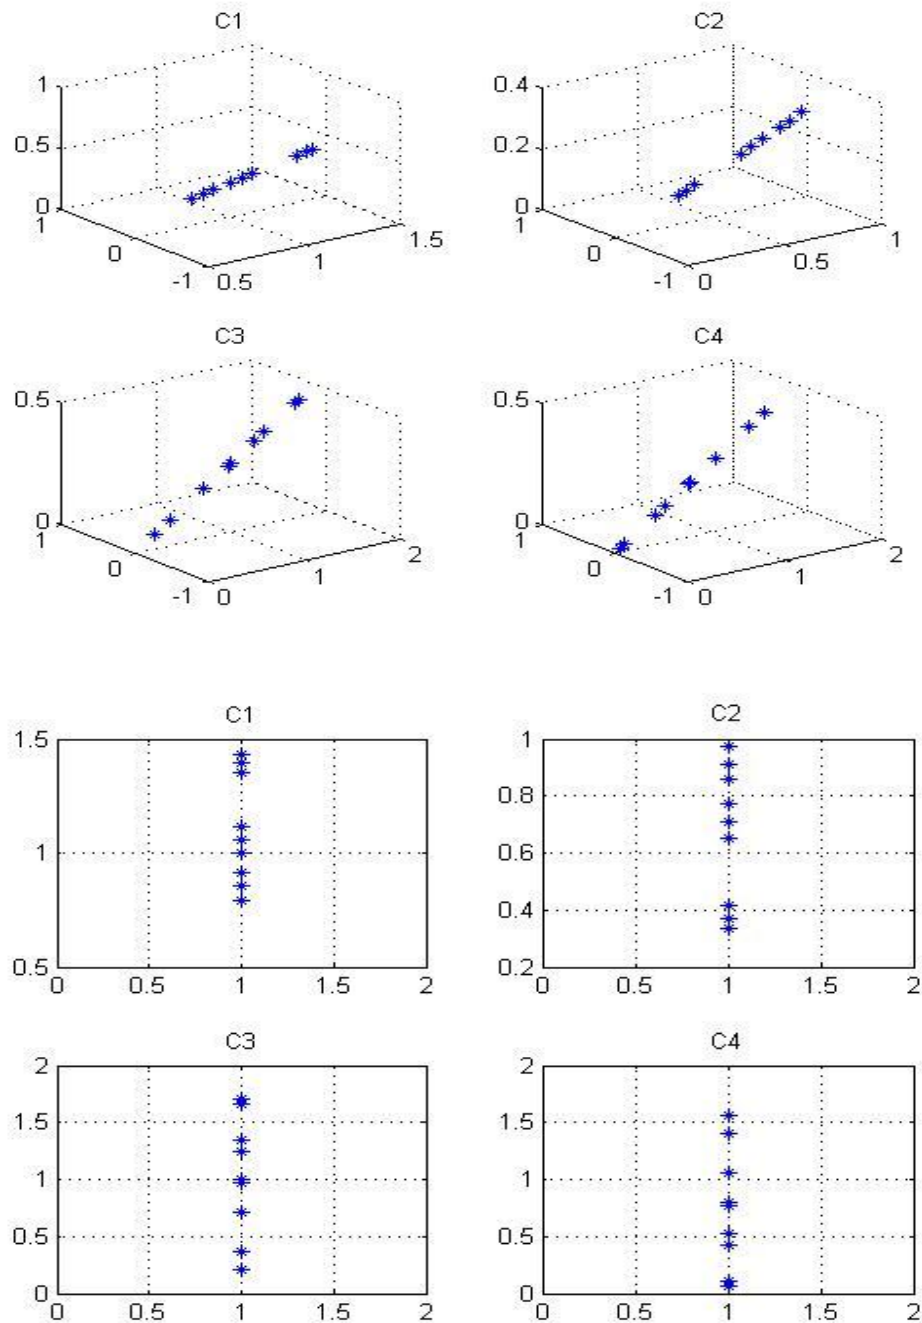 C1 C2
1 0.4
0.5 0.2
0 0
1 1.5 1 1
0 1 0 0.5
-1 0.5 -1 0
C3 C4
0.5 0.5
0 0
1 2 1 2
0 1 0 1
-1 0 -1 0
C1 C2
1.5 1
0.8
1 0.6
0.4
0.5 0.2
0 0.5 1 1.5 2 0 0.5 1 1.5 2
C3 C4
2 2
1.5 1.5
1 1
0.5 0.5
0 0
0 0.5 1 1.5 2 0 0.5 1 1.5 2